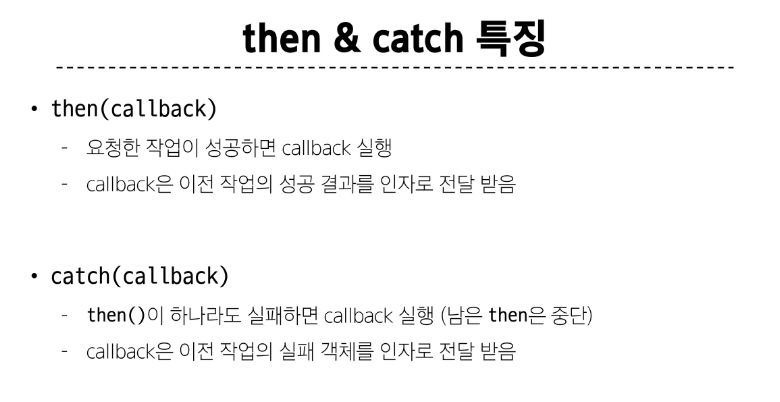 then & catch 특징
• then(callback)
- 요청한 작업이 성공하면 callback 실행
- callback은 이전 작업의 성공 결과를 인자로 전달 받음
• catch(callback)
- then()이 하나라도 실패하면 callback 실행 (남은 then은 중단)
- callback은 이전 작업의 실패 객체를 인자로 전달 받음